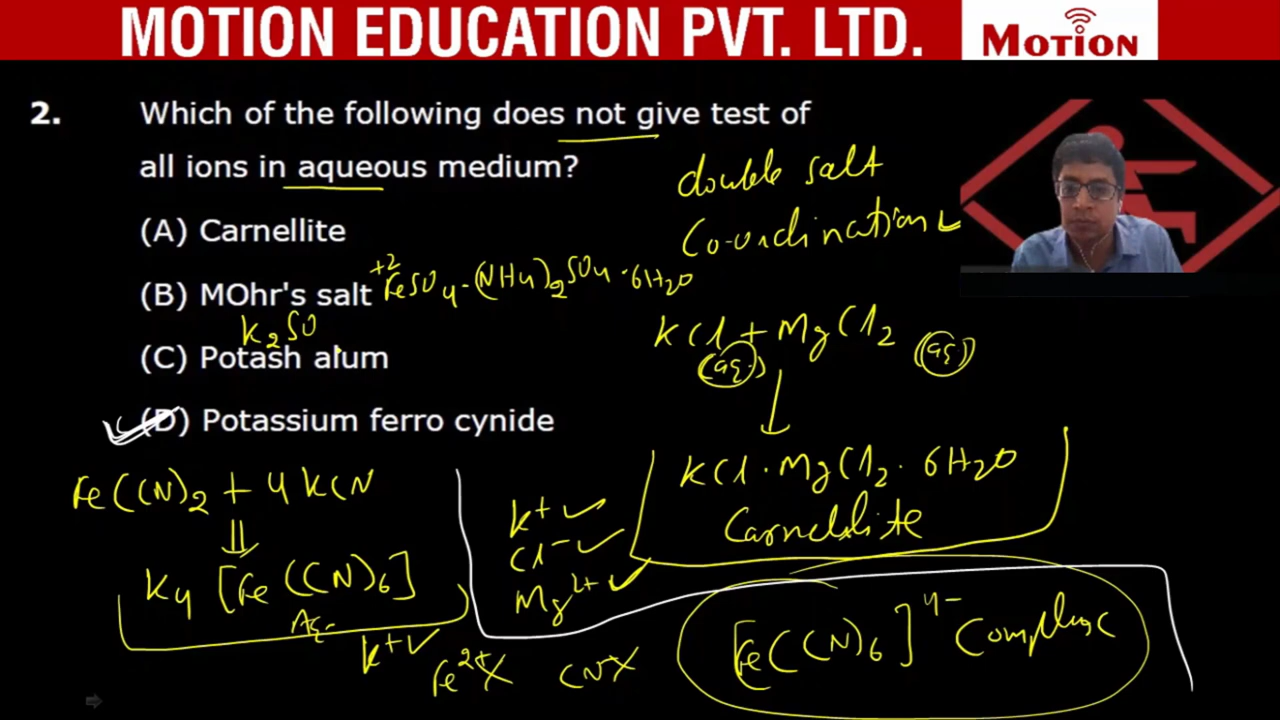 MOTION EDUCATION PVT. LTD.
MOTION
2. Which of the following does not give test of
all ions in aqueous medium?
double salt
Co-ordination
(A) Carnellite
(B) MOhr's salt
+2
FeSO4-(NH4)2SO4·6H2O
K2SO
(C) Potash alum
KCl + MgCl2
(aq.) (aq)
(D) Potassium ferro cynide
Fe(CN)2 + 4KCN
KCl·MgCl2·6H2O
Carnellite
K+ ✓
Cl- ✓
Mg2+ ✓
K4[Fe(CN)6]
Aq-
K+✓
Fe2+X CNX
[Fe(CN)6]4-